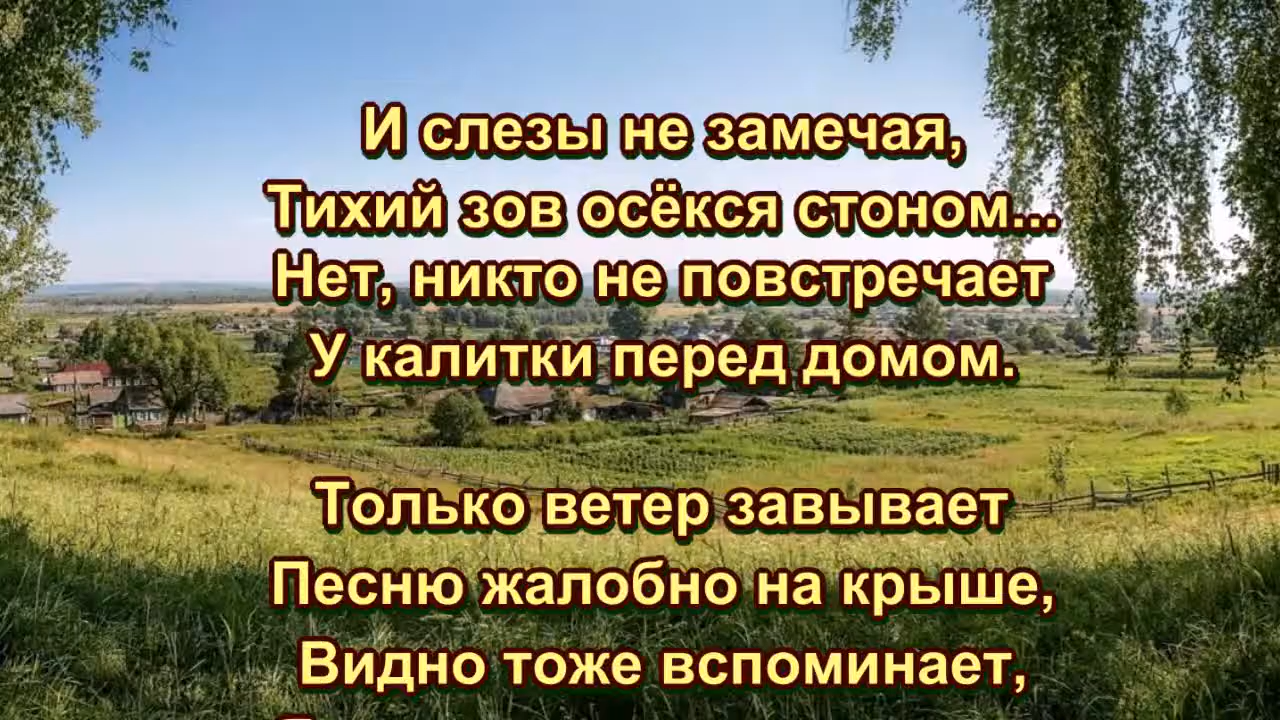 И слезы не замечая,
Тихий зов осёкся стоном...
Нет, никто не повстречает
У калитки перед домом.
Только ветер завывает
Песню жалобно на крыше,
Видно тоже вспоминает,